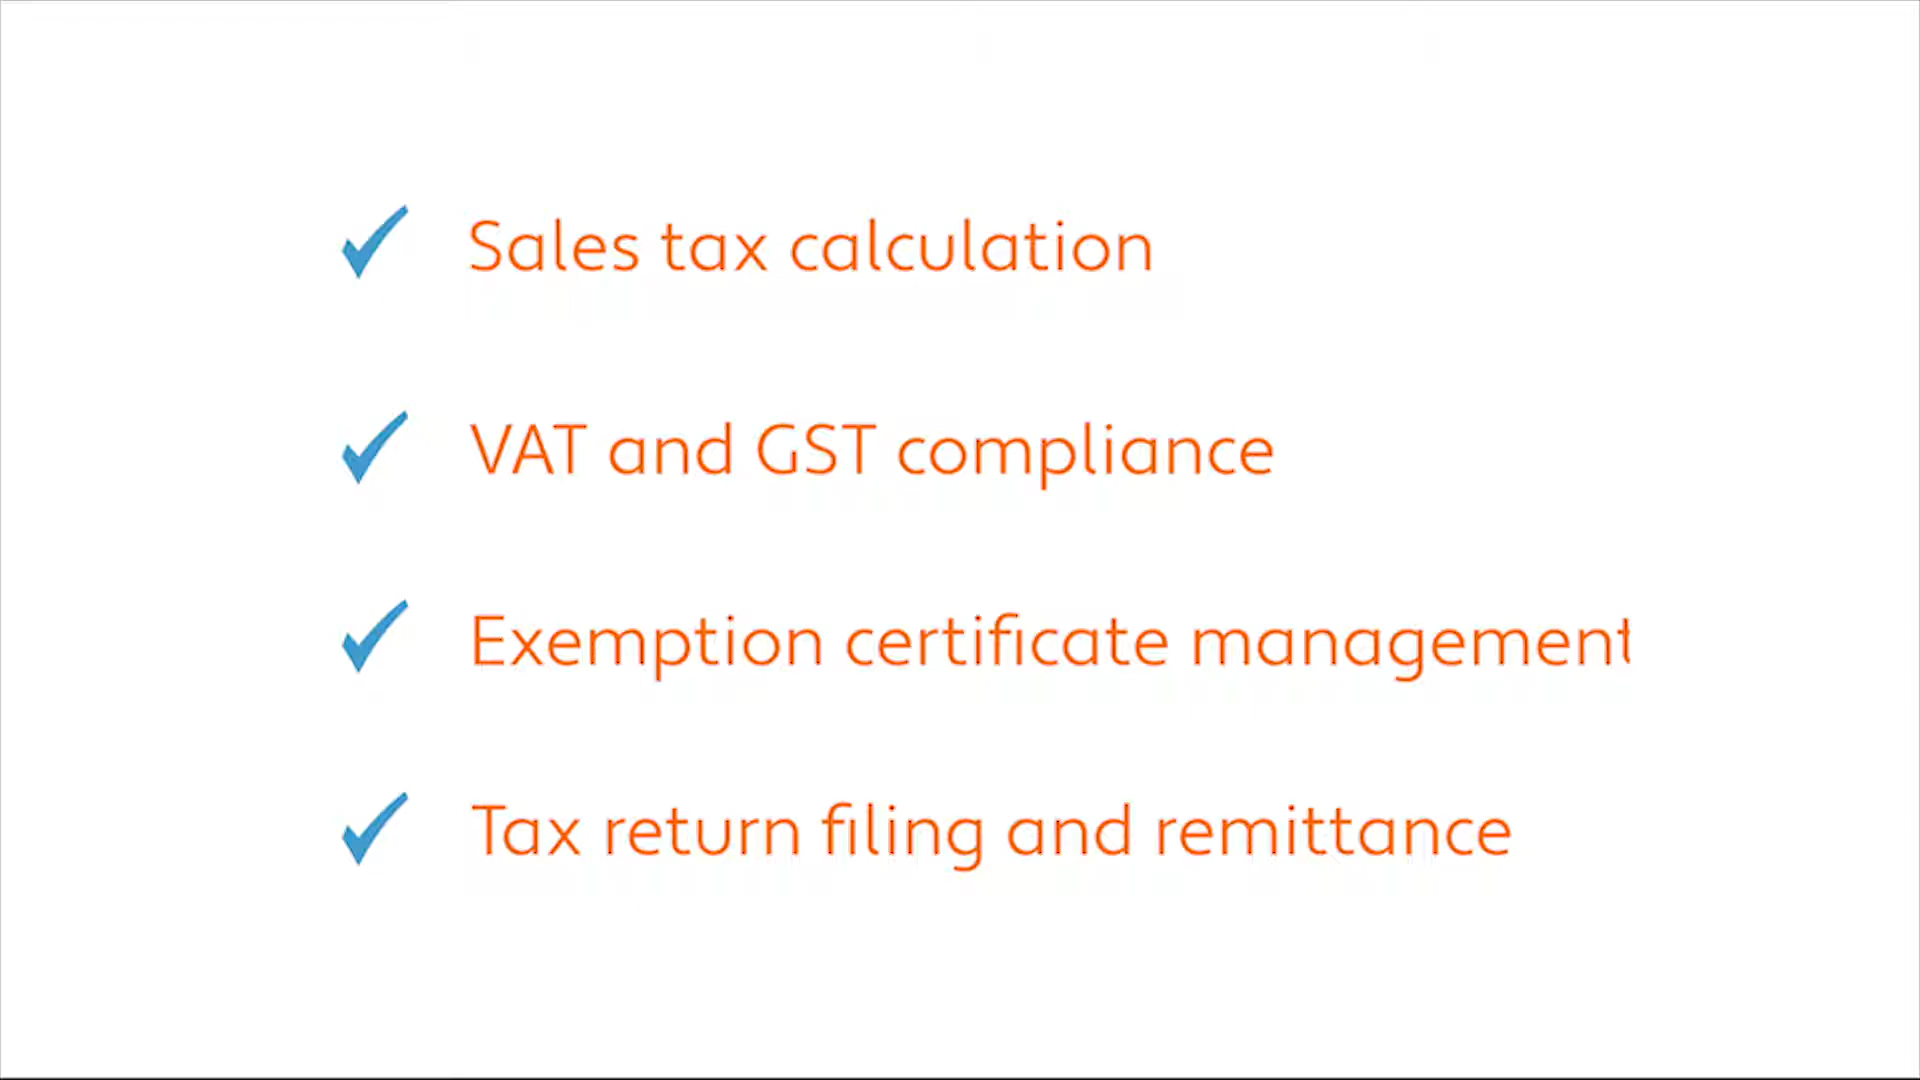 Sales tax calculation
VAT and GST compliance
Exemption certificate management
Tax return filing and remittance